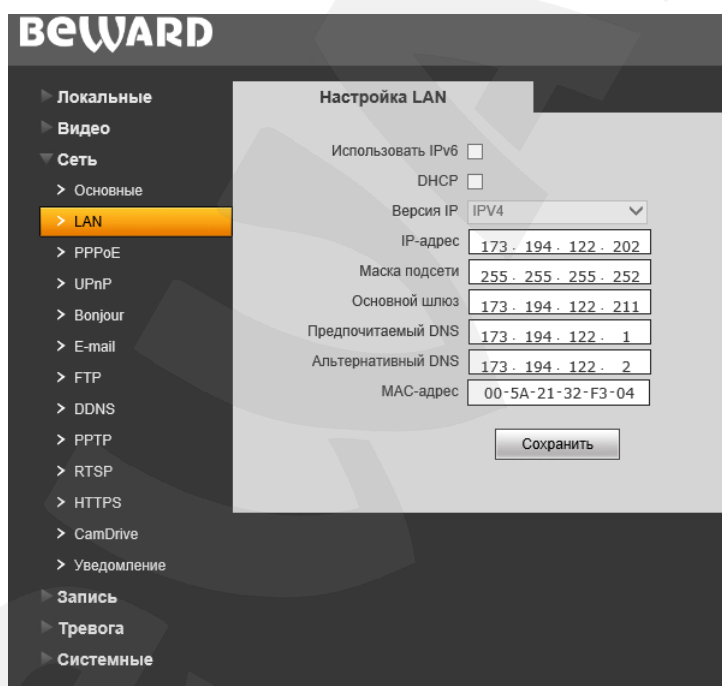 BEWARD
Локальные
Видео
Сеть
Основные
LAN
PPPoE
UPnP
Bonjour
E-mail
FTP
DDNS
PPTP
RTSP
HTTPS
CamDrive
Уведомление
Запись
Тревога
Системные
Настройка LAN
Использовать IPv6
DHCP
Версия IP IPV4
IP-адрес 173 . 194 . 122 . 202
Маска подсети 255 . 255 . 255 . 252
Основной шлюз 173 . 194 . 122 . 211
Предпочитаемый DNS 173 . 194 . 122 . 1
Альтернативный DNS 173 . 194 . 122 . 2
MAC-адрес 00-5A-21-32-F3-04
Сохранить